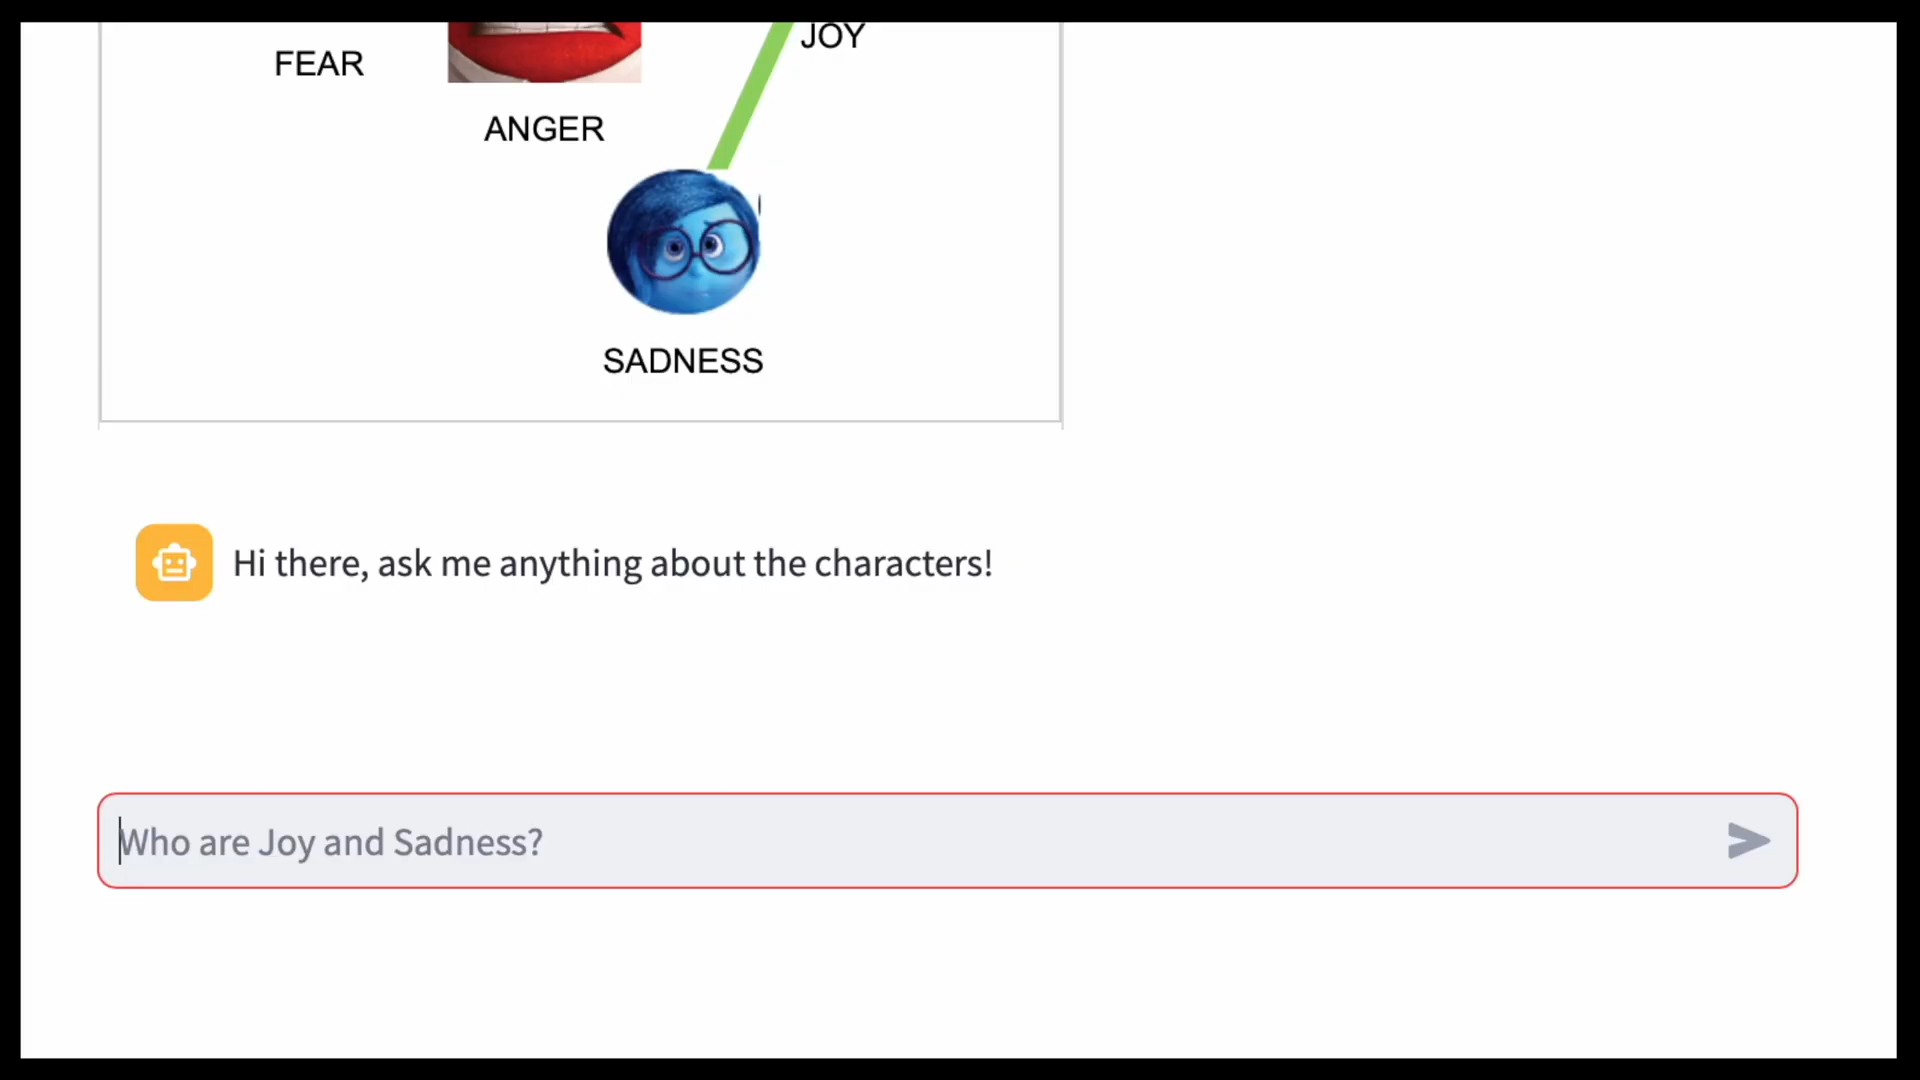 JOY
FEAR
ANGER
SADNESS
Hi there, ask me anything about the characters!
Who are Joy and Sadness?